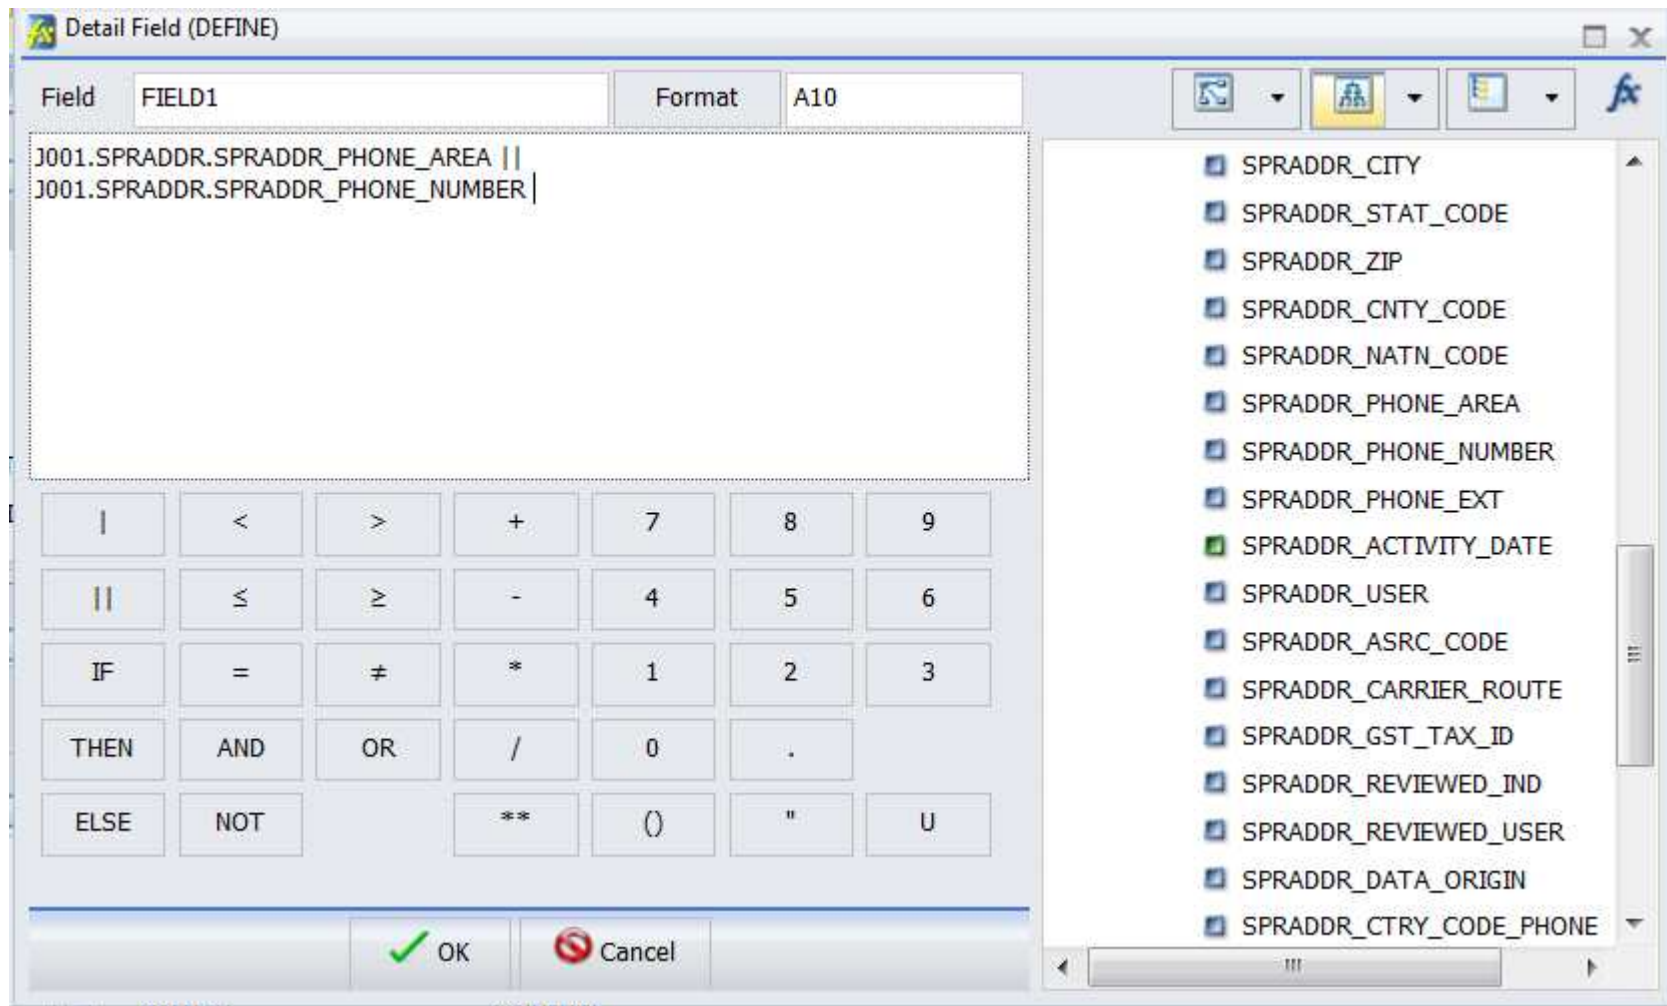 Detail Field (DEFINE)
Field FIELD1 Format A10
J001.SPRADDR.SPRADDR_PHONE_AREA ||
J001.SPRADDR.SPRADDR_PHONE_NUMBER
| < > + 7 8 9
|| ≤ ≥ - 4 5 6
IF = ≠ * 1 2 3
THEN AND OR / 0 .
ELSE NOT ** () " U
OK Cancel
fx
SPRADDR_CITY
SPRADDR_STAT_CODE
SPRADDR_ZIP
SPRADDR_CNTY_CODE
SPRADDR_NATN_CODE
SPRADDR_PHONE_AREA
SPRADDR_PHONE_NUMBER
SPRADDR_PHONE_EXT
SPRADDR_ACTIVITY_DATE
SPRADDR_USER
SPRADDR_ASRC_CODE
SPRADDR_CARRIER_ROUTE
SPRADDR_GST_TAX_ID
SPRADDR_REVIEWED_IND
SPRADDR_REVIEWED_USER
SPRADDR_DATA_ORIGIN
SPRADDR_CTRY_CODE_PHONE